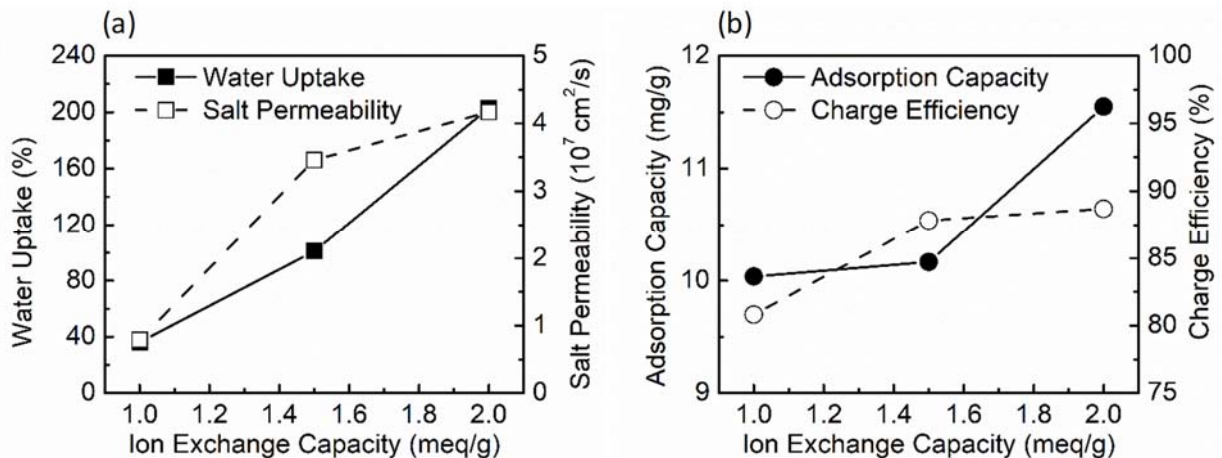 (a)
Water Uptake (%)
240
200
160
120
80
40
0
Water Uptake
Salt Permeability
5
4
3
2
1
0
Salt Permability (10⁷ cm²/s)
1.0 1.2 1.4 1.6 1.8 2.0
Ion Exchange Capacity (meq/g)
(b)
Adsorption Capacity (mg/g)
12
11
10
9
Adsorption Capacity
Charge Efficiency
100
95
90
85
80
75
Charge Efficiency (%)
1.0 1.2 1.4 1.6 1.8 2.0
Ion Exchange Capacity (meq/g)